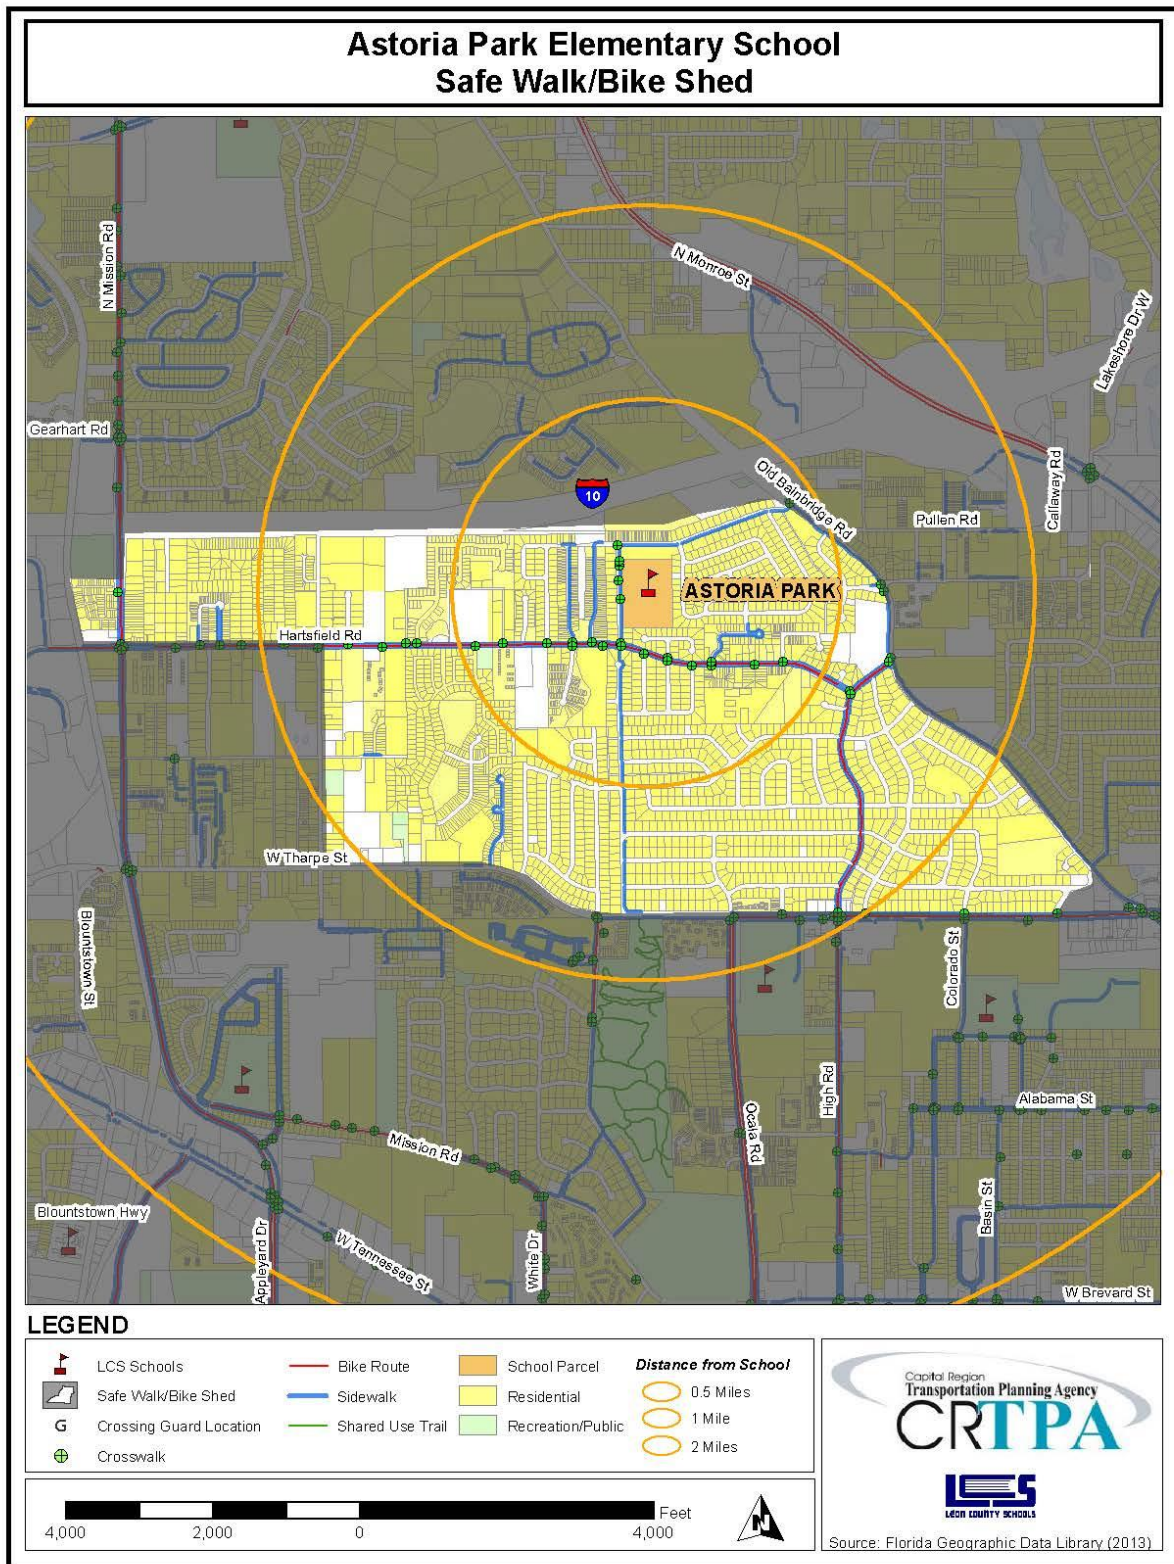 Astoria Park Elementary School
Safe Walk/Bike Shed
N Monroe St
N Mission Rd
Lakeshore Dr W
Gearhart Rd
Callaway Rd
Old Bainbridge Rd
10
Pullen Rd
ASTORIA PARK
Hartsfield Rd
W Tharpe St
Blountstown St
Colorado St
High Rd
Alabama St
Ocala Rd
Mission Rd
Basin St
Blountstown Hwy
Appleyard Dr
W Tennessee St
White Dr
W Brevard St
LEGEND
LCS Schools
Safe Walk/Bike Shed
G Crossing Guard Location
Crosswalk
Bike Route
Sidewalk
Shared Use Trail
School Parcel
Residential
Recreation/Public
Distance from School
0.5 Miles
1 Mile
2 Miles
Capital Region
Transportation Planning Agency
CRTPA
LCS
LEON COUNTY SCHOOLS
Source: Florida Geographic Data Library (2013)
Feet
4,000 2,000 0 4,000
N